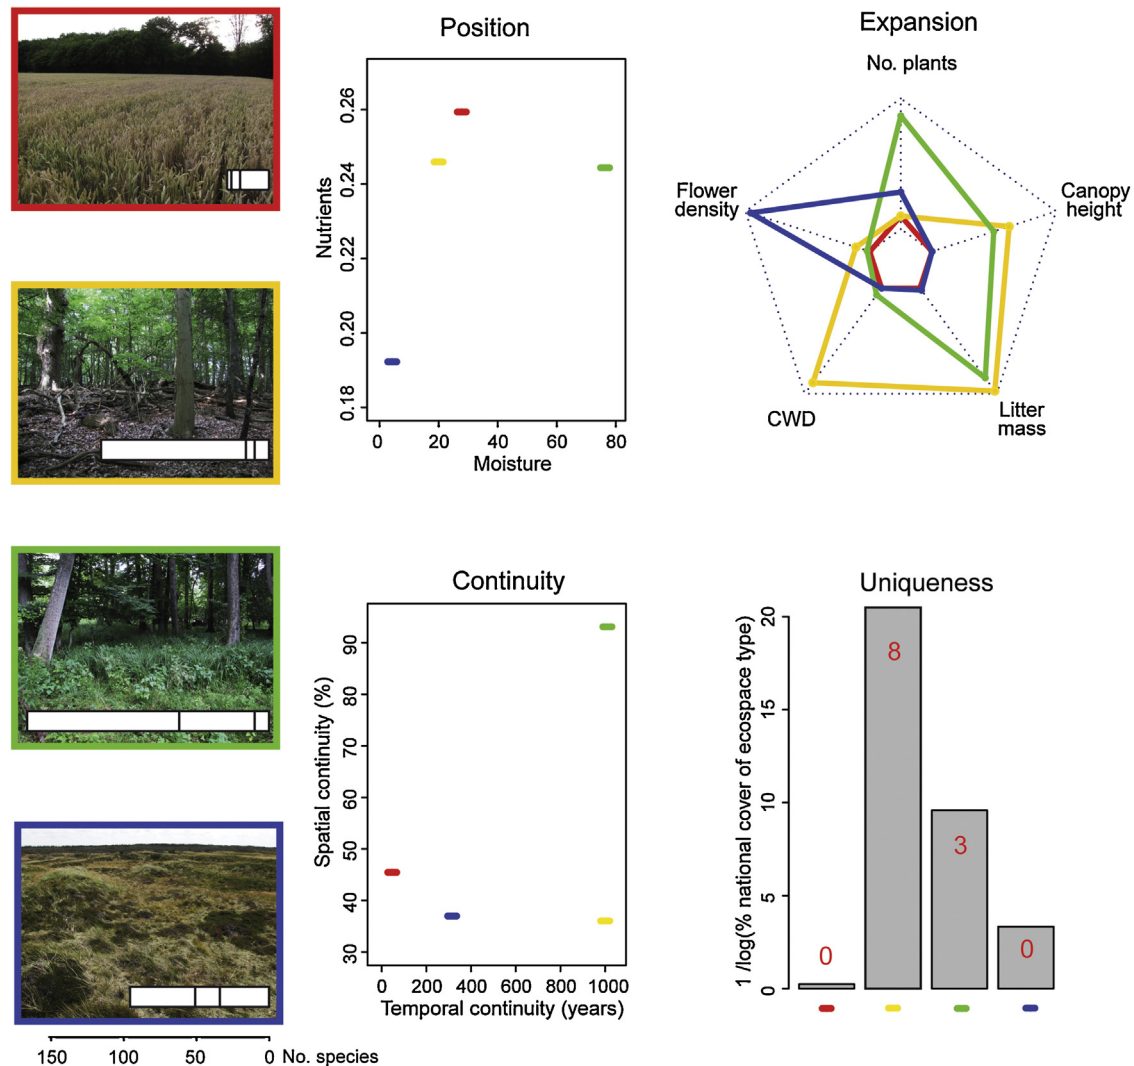 Position
Nutrients
0.18
0.20
0.22
0.24
0.26
0
20
40
60
80
Moisture
Expansion
No. plants
Canopy
height
Litter
mass
CWD
Flower
density
Continuity
Spatial continuity (%)
30
40
50
60
70
80
90
0
200
400
600
800
1000
Temporal continuity (years)
Uniqueness
1 /log(% national cover of ecospace type)
0
5
10
15
20
0
8
3
0
150
100
50
0
No. species